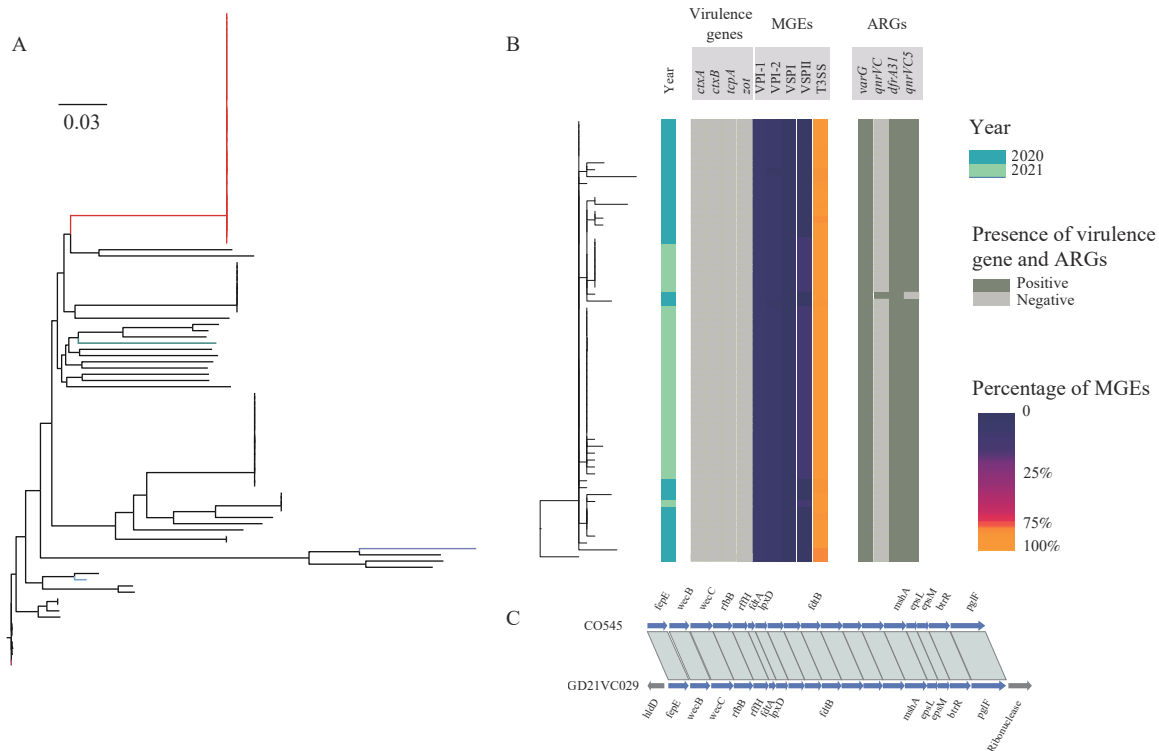 A
0.03
B
Virulence
genes
MGEs
ARGs
Year
ctxA
ctxB
tcpA
zot
VPI-1
VPI-2
VSPI
VSPII
T3SS
varG
qnrVC
dfrA31
qnrVC5
Year
2020
2021
Presence of virulence
gene and ARGs
Positive
Negative
Percentage of MGEs
0
25%
75%
100%
C
fepE
wecB
wecC
rfbB
rffH
fdtA
lpxD
fdtB
mshA
epsL
epsM
btrR
pglF
CO545
GD21VC029
hldD
fepE
wecB
wecC
rfbB
rffH
fdtA
lpxD
fdtB
mshA
epsL
epsM
btrR
pglF
Ribonuclease